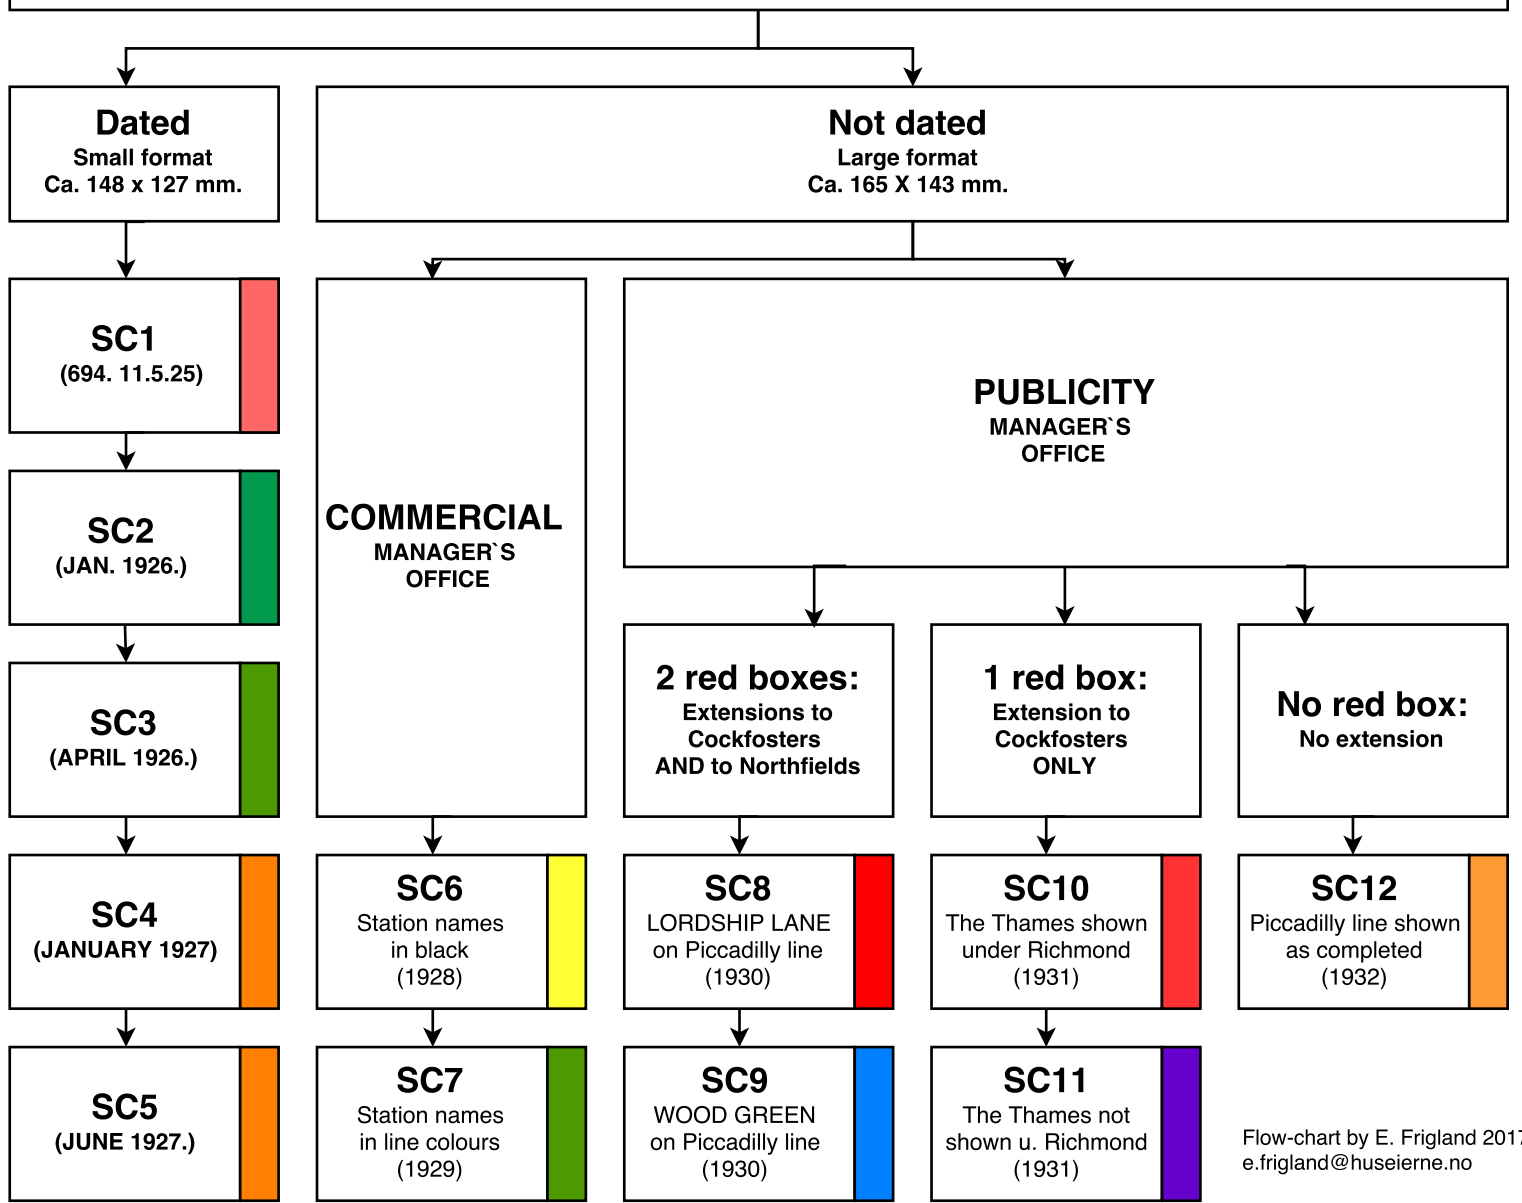 Dated
Small format
Ca. 148 x 127 mm.
Not dated
Large format
Ca. 165 X 143 mm.
SC1
(694. 11.5.25)
SC2
(JAN. 1926.)
SC3
(APRIL 1926.)
SC4
(JANUARY 1927)
SC5
(JUNE 1927.)
COMMERCIAL
MANAGER`S
OFFICE
SC6
Station names
in black
(1928)
SC7
Station names
in line colours
(1929)
PUBLICITY
MANAGER`S
OFFICE
2 red boxes:
Extensions to
Cockfosters
AND to Northfields
SC8
LORDSHIP LANE
on Piccadilly line
(1930)
SC9
WOOD GREEN
on Piccadilly line
(1930)
1 red box:
Extension to
Cockfosters
ONLY
SC10
The Thames shown
under Richmond
(1931)
SC11
The Thames not
shown u. Richmond
(1931)
No red box:
No extension
SC12
Piccadilly line shown
as completed
(1932)
Flow-chart by E. Frigland 2017
e.frigland@huseierne.no